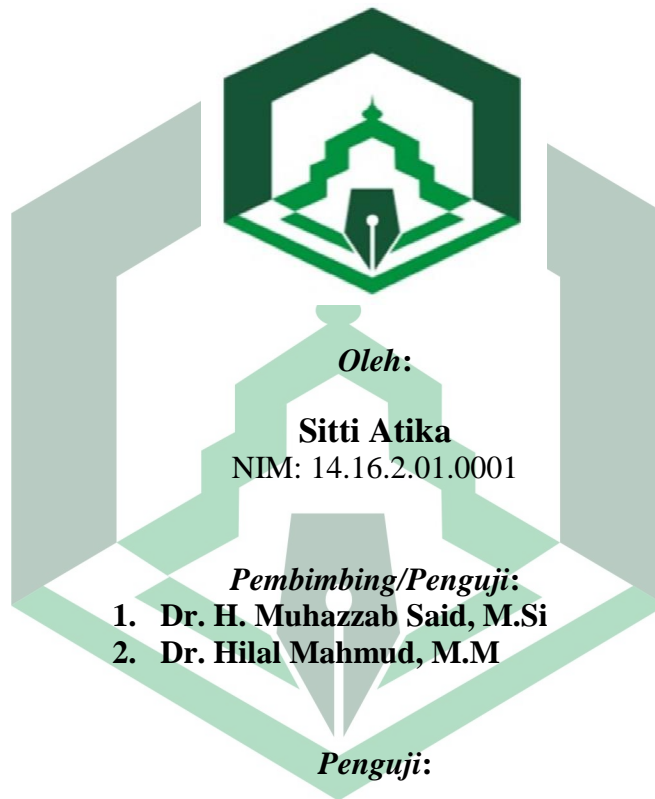 Oleh:
Sitti Atika
NIM: 14.16.2.01.0001
Pembimbing/Penguji:
1. Dr. H. Muhazzab Said, M.Si
2. Dr. Hilal Mahmud, M.M
Penguji: